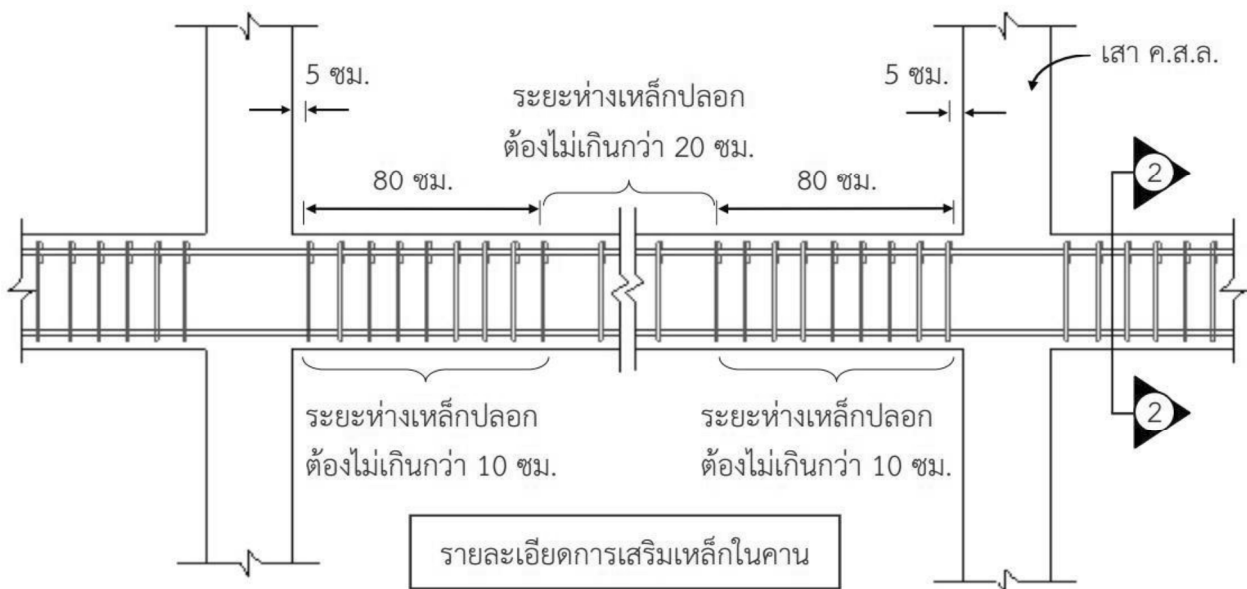 5 ซม.
5 ซม.
เสา ค.ส.ล.
ระยะห่างเหล็กปลอก
ต้องไม่เกินกว่า 20 ซม.
80 ซม.
80 ซม.
2
ระยะห่างเหล็กปลอก
ต้องไม่เกินกว่า 10 ซม.
ระยะห่างเหล็กปลอก
ต้องไม่เกินกว่า 10 ซม.
2
รายละเอียดการเสริมเหล็กในคาน